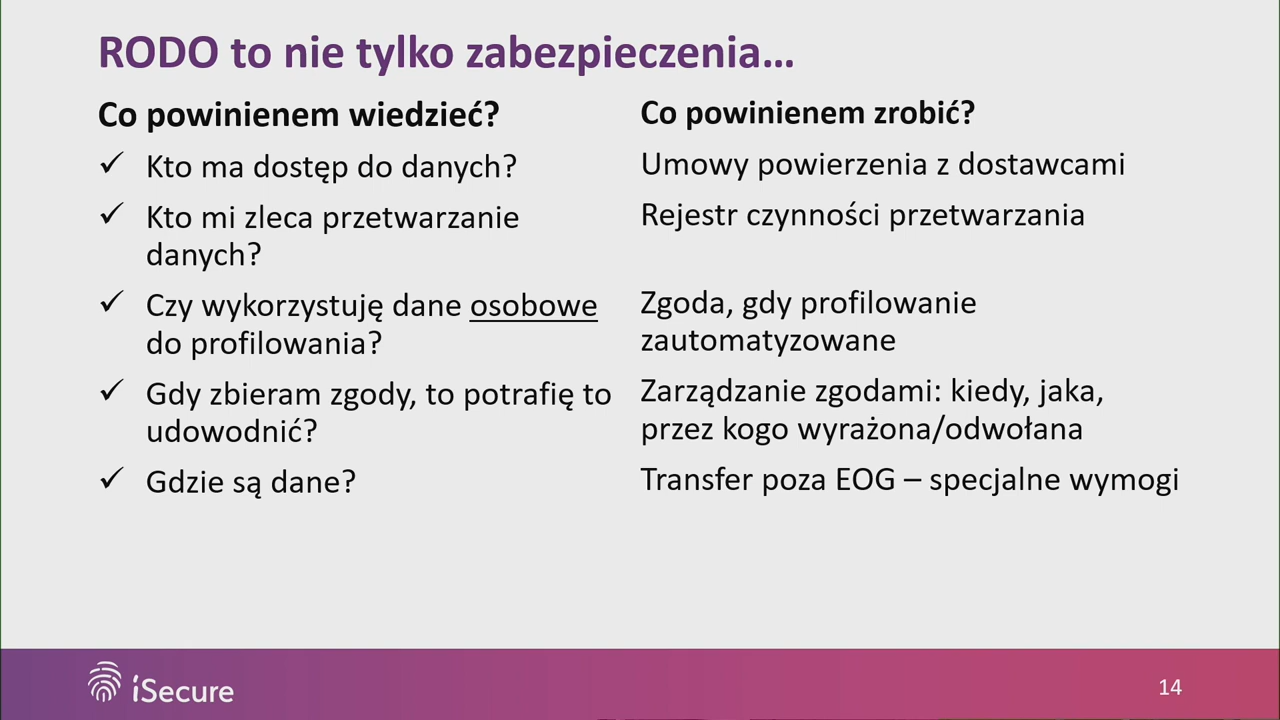 RODO to nie tylko zabezpieczenia...
Co powinienem wiedzieć?
✓ Kto ma dostęp do danych?
✓ Kto mi zleca przetwarzanie
danych?
✓ Czy wykorzystuję dane osobowe
do profilowania?
✓ Gdy zbieram zgody, to potrafię to
udowodnić?
✓ Gdzie są dane?
Co powinienem zrobić?
Umowy powierzenia z dostawcami
Rejestr czynności przetwarzania
Zgoda, gdy profilowanie
zautomatyzowane
Zarządzanie zgodami: kiedy, jaka,
przez kogo wyrażona/odwołana
Transfer poza EOG – specjalne wymogi
iSecure
14